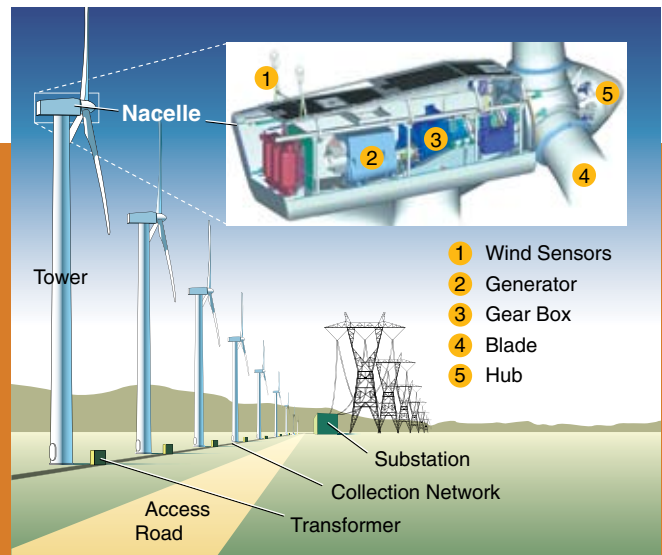 1
5
Nacelle
3
2
4
Tower
1 Wind Sensors
2 Generator
3 Gear Box
4 Blade
5 Hub
Substation
Collection Network
Access
Road
Transformer